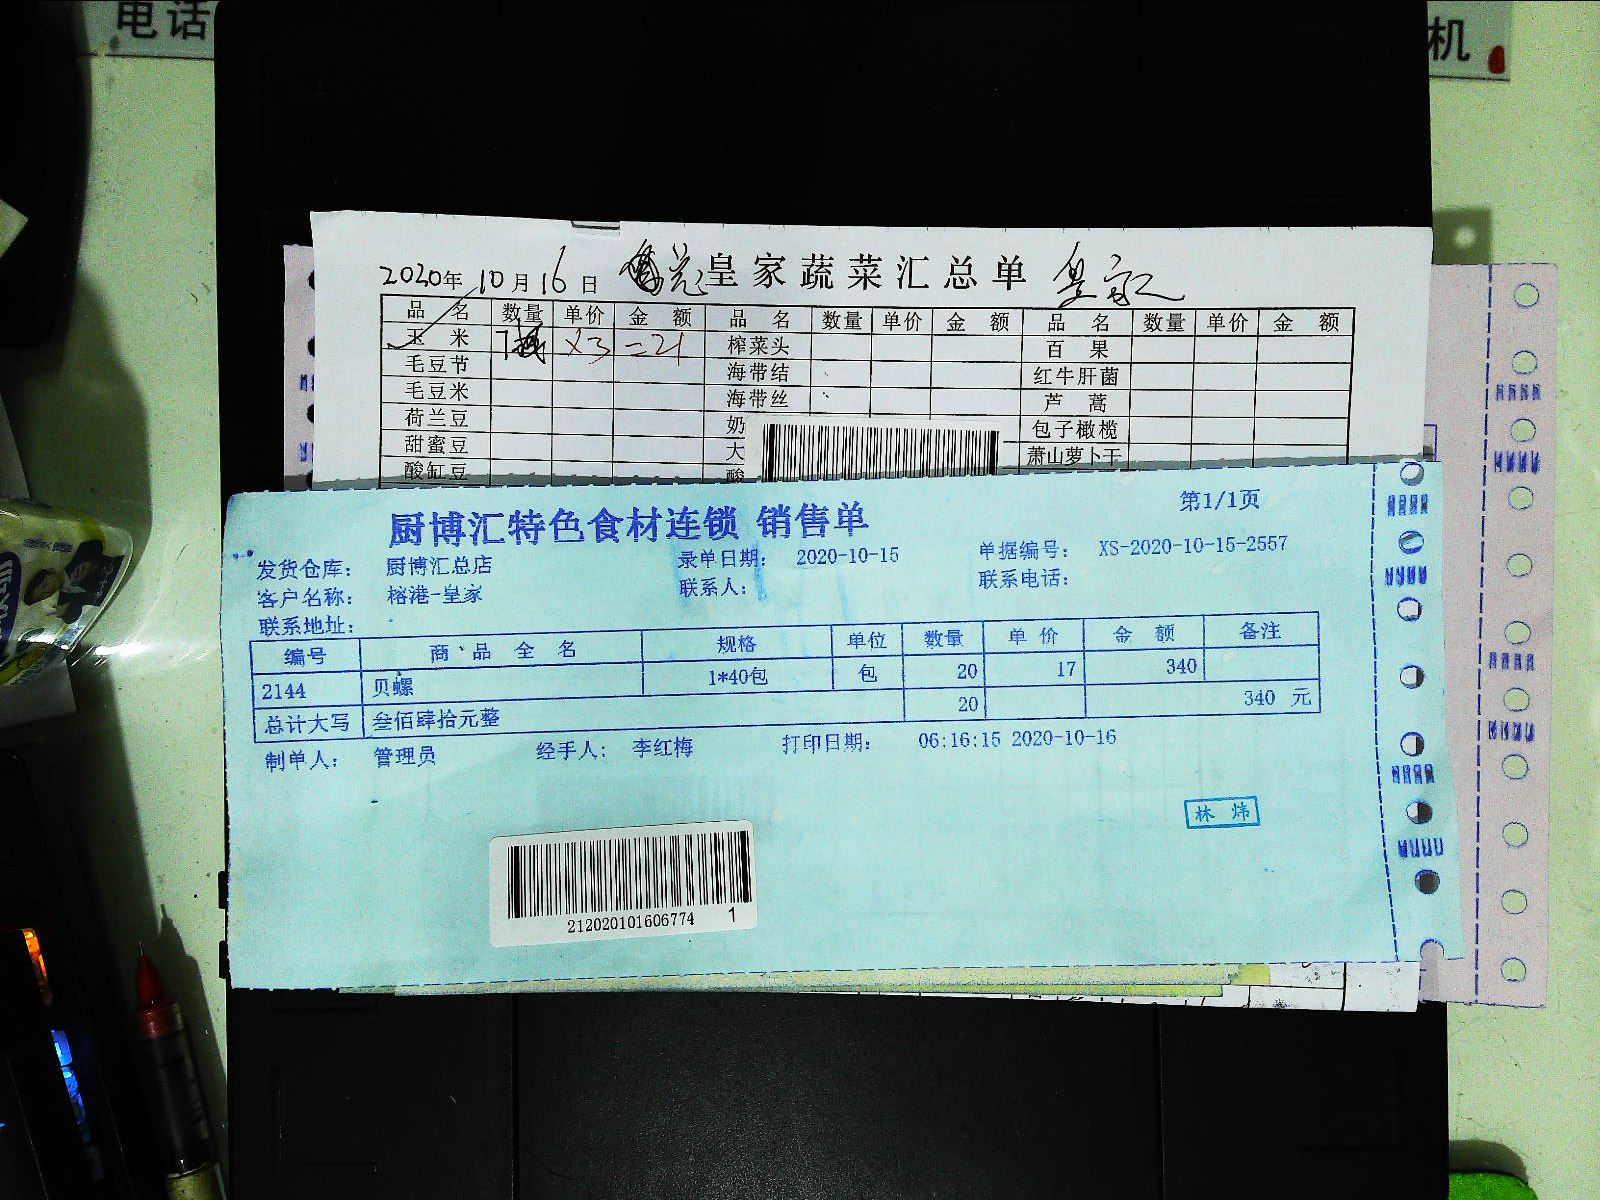 电话
机
2020年10月16日 皇家蔬菜汇总单 皇家
品 名 数量 单价 金 额 品 名 数量 单价 金 额 品 名 数量 单价 金 额
玉 米 7 ×3 =21 榨菜头 百 果
毛豆节 海带结 红牛肝菌
毛豆米 海带丝 芦 蒿
荷兰豆 奶 包子橄榄
甜蜜豆 大 萧山萝卜干
酸缸豆 酸
厨博汇特色食材连锁 销售单 第1/1页
发货仓库: 厨博汇总店 录单日期: 2020-10-15 单据编号: XS-2020-10-15-2557
客户名称: 榕港-皇家 联系人: 联系电话:
联系地址:
编号 商 品 全 名 规格 单位 数量 单 价 金 额 备注
2144 贝螺 1*40包 包 20 17 340
总计大写 叁佰肆拾元整 20 340 元
制单人: 管理员 经手人: 李红梅 打印日期: 06:16:15 2020-10-16
林 炜
212020101606774 1